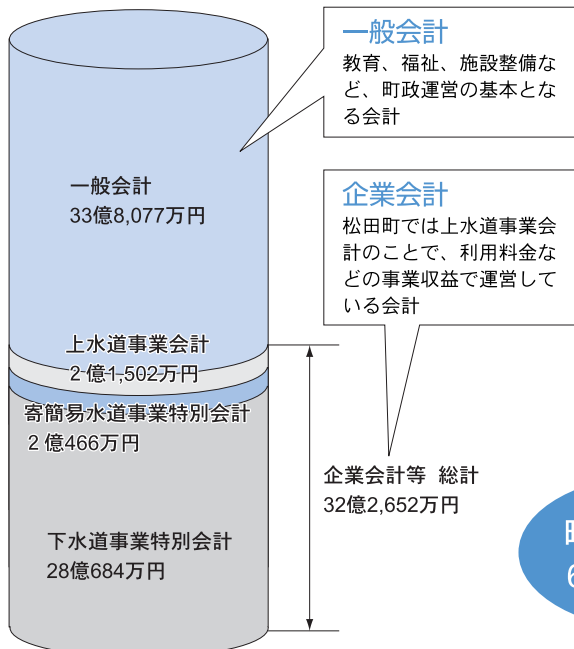 一般会計
教育、福祉、施設整備な
ど、町政運営の基本とな
る会計
一般会計
33億8,077万円
企業会計
松田町では上水道事業会
計のことで、利用料金な
どの事業収益で運営して
いる会計
上水道事業会計
2億1,502万円
寄簡易水道事業特別会計
2億466万円
企業会計等 総計
32億2,652万円
下水道事業特別会計
28億684万円
6